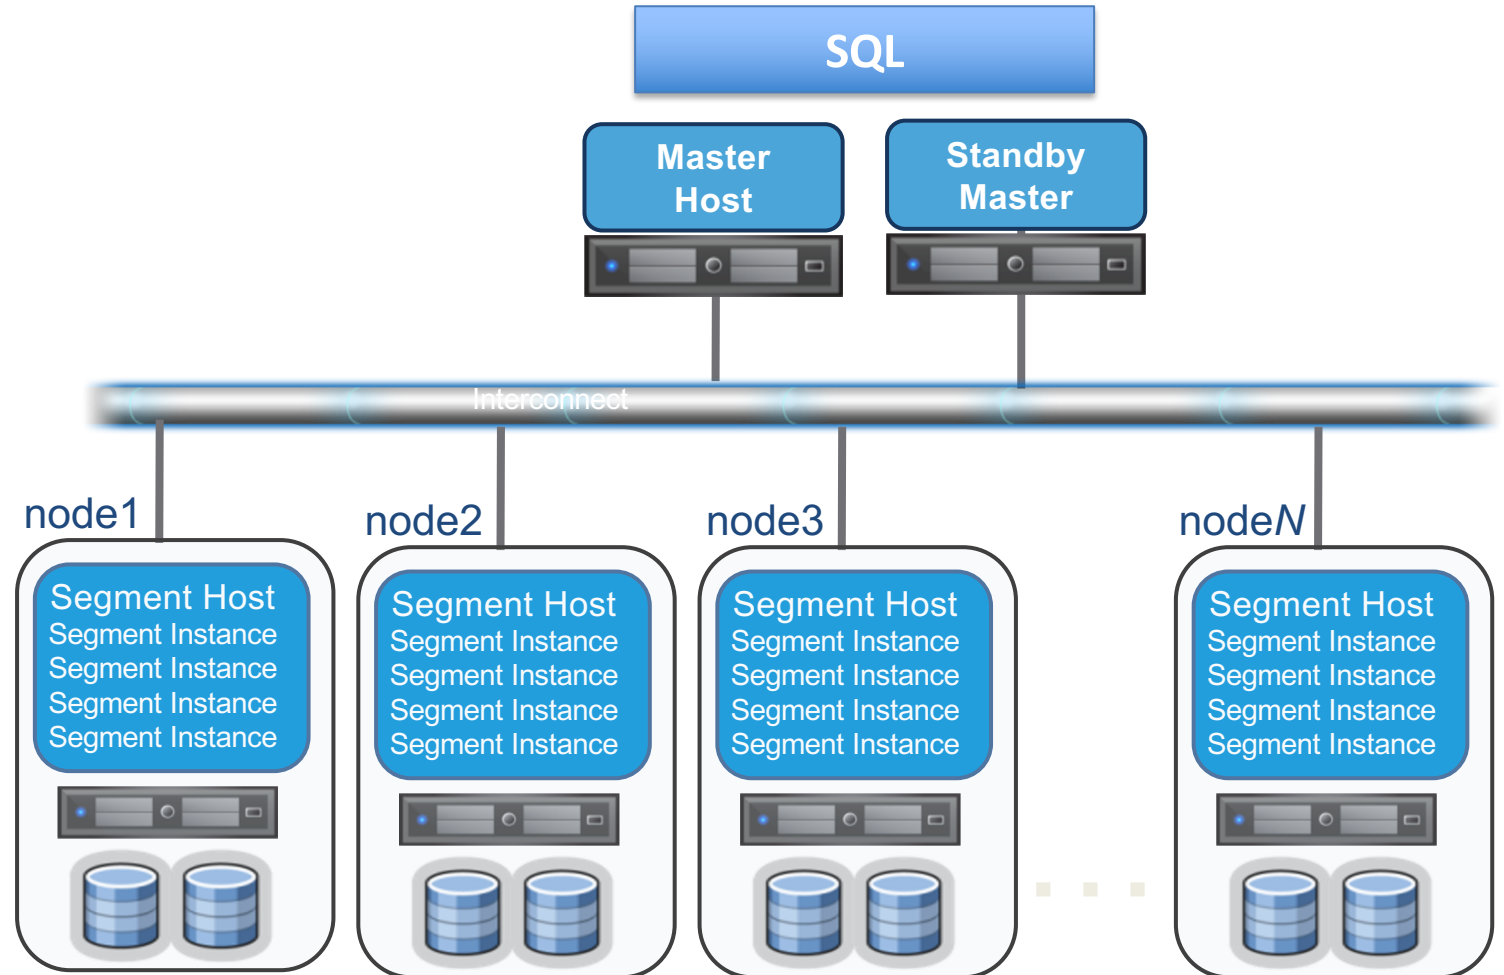 SQL
Master
Host
Standby
Master
Interconnect
node1
node2
node3
nodeN
Segment Host
Segment Instance
Segment Instance
Segment Instance
Segment Instance
Segment Host
Segment Instance
Segment Instance
Segment Instance
Segment Instance
Segment Host
Segment Instance
Segment Instance
Segment Instance
Segment Instance
Segment Host
Segment Instance
Segment Instance
Segment Instance
Segment Instance